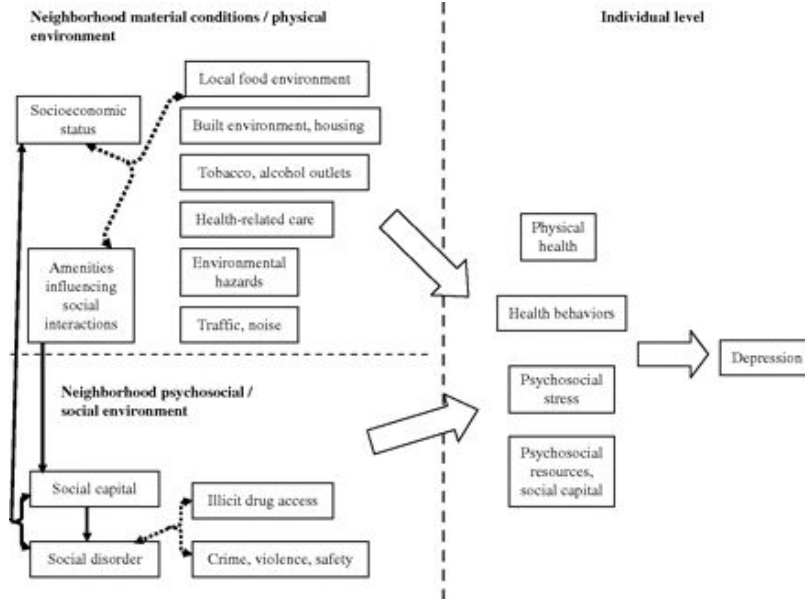 Neighborhood material conditions / physical
environment
Individual level
Local food environment
Socioeconomic
status
Built environment, housing
Tobacco, alcohol outlets
Health-related care
Amenities
influencing
social
interactions
Environmental
hazards
Traffic, noise
Physical
health
Health behaviors
Depression
Psychosocial
stress
Psychosocial
resources,
social capital
Neighborhood psychosocial /
social environment
Social capital
Illicit drug access
Social disorder
Crime, violence, safety